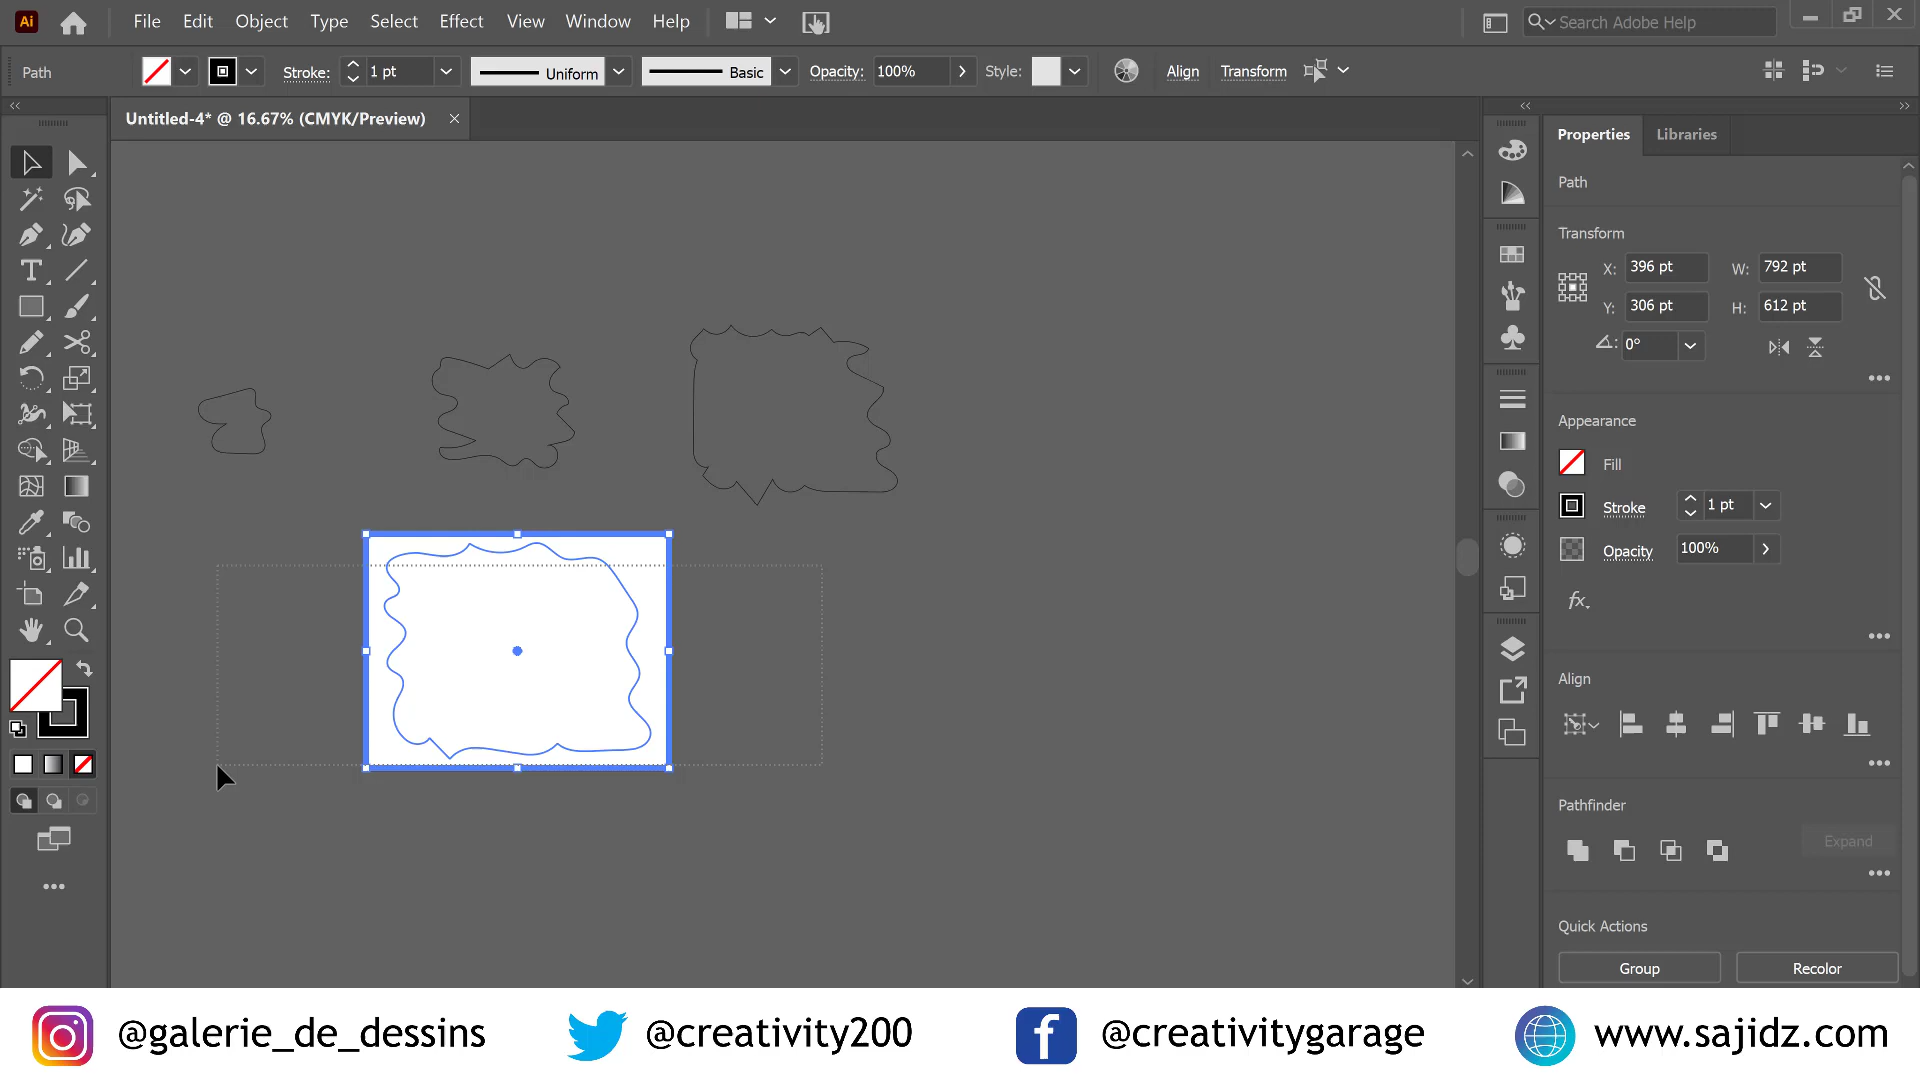 Ai File Edit Object Type Select Effect View Window Help Search Adobe Help
Path Stroke: 1 pt Uniform Basic Opacity: 100% Style: Align Transform
Untitled-4* @ 16.67% (CMYK/Preview)
Properties Libraries
Path
Transform
X: 396 pt W: 792 pt
Y: 306 pt H: 612 pt
0°
Appearance
Fill
Stroke 1 pt
Opacity 100%
fx
Align
Pathfinder
Expand
Quick Actions
Group Recolor
@galerie_de_dessins @creativity200 @creativitygarage www.sajidz.com